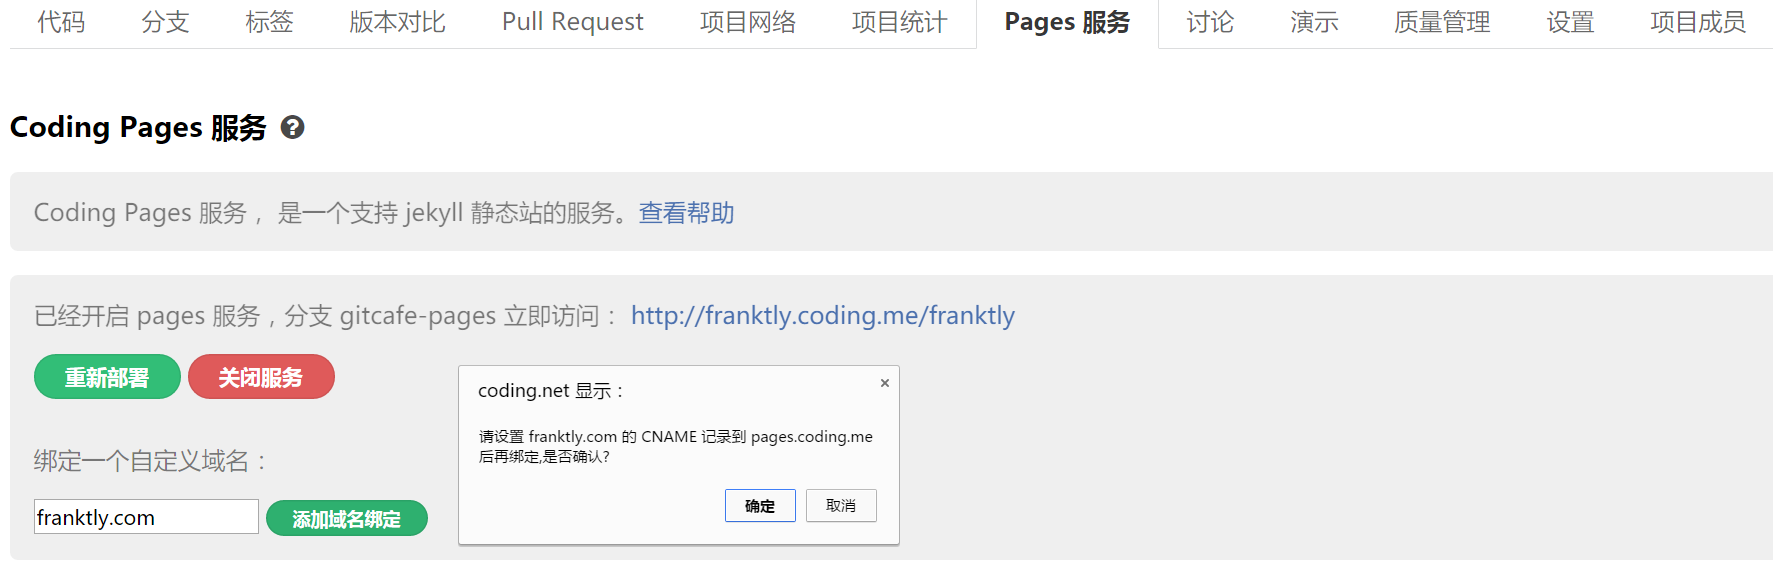 代码 分支 标签 版本对比 Pull Request 项目网络 项目统计 Pages 服务 讨论 演示 质量管理 设置 项目成员
Coding Pages 服务 ?
Coding Pages 服务， 是一个支持 jekyll 静态站的服务。查看帮助
已经开启 pages 服务，分支 gitcafe-pages 立即访问： http://franktly.coding.me/franktly
重新部署 关闭服务
coding.net 显示： ×
请设置 franktly.com 的 CNAME 记录到 pages.coding.me
后再绑定,是否确认?
确定 取消
绑定一个自定义域名：
franktly.com 添加域名绑定